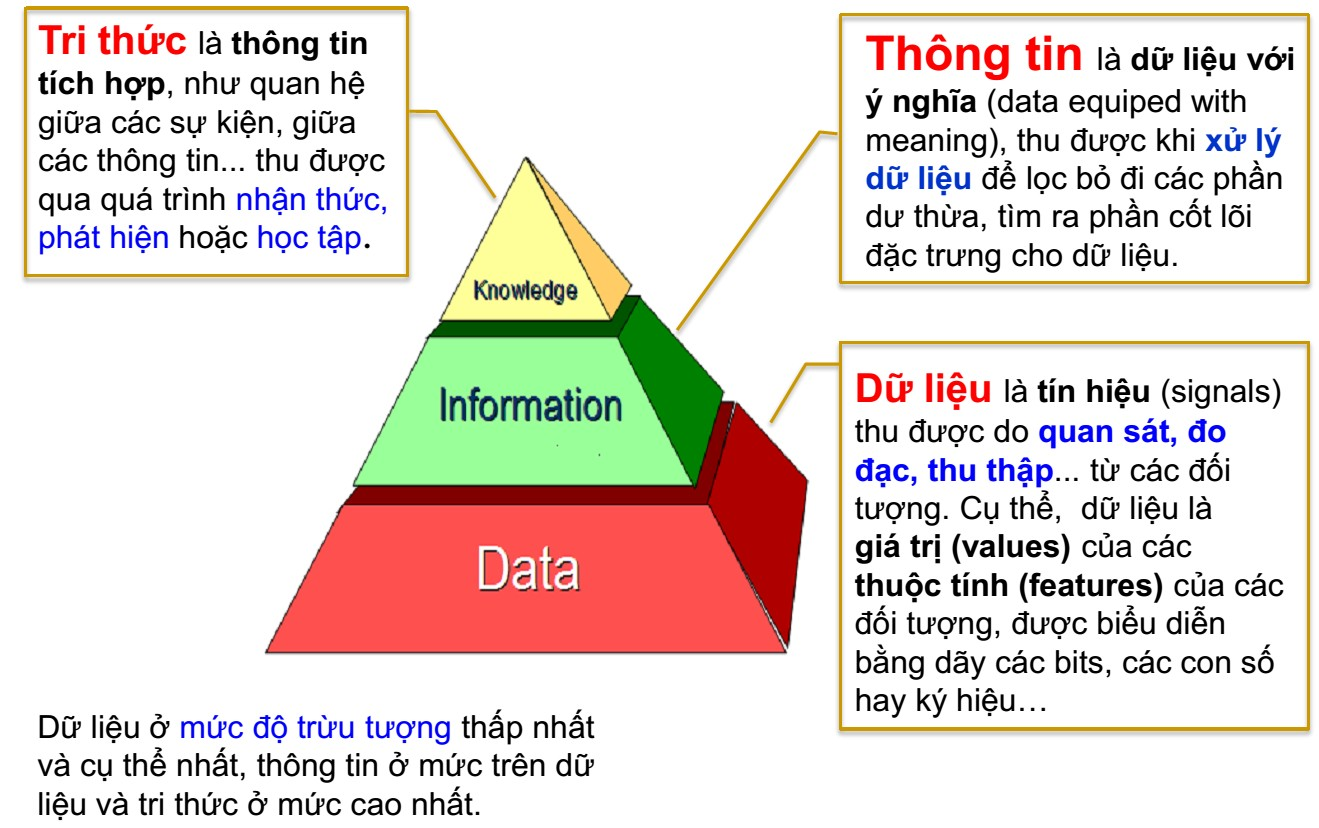 Tri thức là thông tin
tích hợp, như quan hệ
giữa các sự kiện, giữa
các thông tin... thu được
qua quá trình nhận thức,
phát hiện hoặc học tập.
Thông tin là dữ liệu với
ý nghĩa (data equiped with
meaning), thu được khi xử lý
dữ liệu để lọc bỏ đi các phần
dư thừa, tìm ra phần cốt lõi
đặc trưng cho dữ liệu.
Knowledge
Information
Data
Dữ liệu là tín hiệu (signals)
thu được do quan sát, đo
đạc, thu thập... từ các đối
tượng. Cụ thể, dữ liệu là
giá trị (values) của các
thuộc tính (features) của các
đối tượng, được biểu diễn
bằng dãy các bits, các con số
hay ký hiệu…
Dữ liệu ở mức độ trừu tượng thấp nhất
và cụ thể nhất, thông tin ở mức trên dữ
liệu và tri thức ở mức cao nhất.